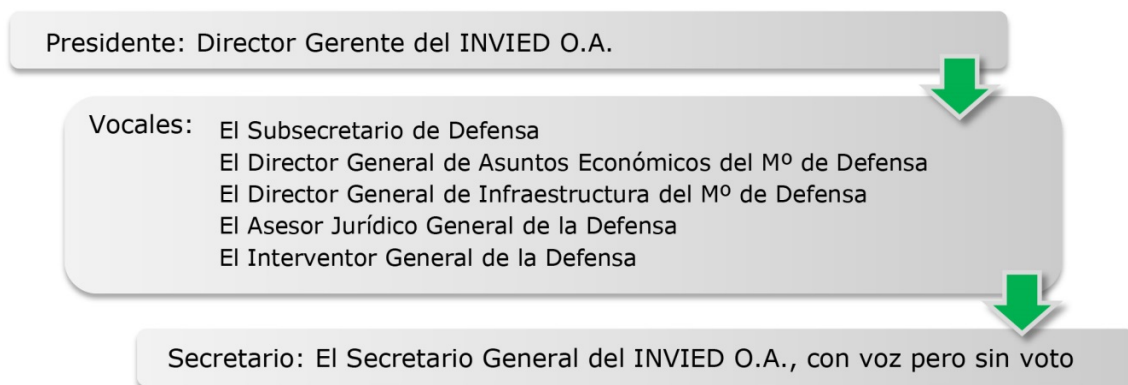 Presidente: Director Gerente del INVIED O.A.
Vocales: El Subsecretario de Defensa
El Director General de Asuntos Económicos del Mº de Defensa
El Director General de Infraestructura del Mº de Defensa
El Asesor Jurídico General de la Defensa
El Interventor General de la Defensa
Secretario: El Secretario General del INVIED O.A., con voz pero sin voto